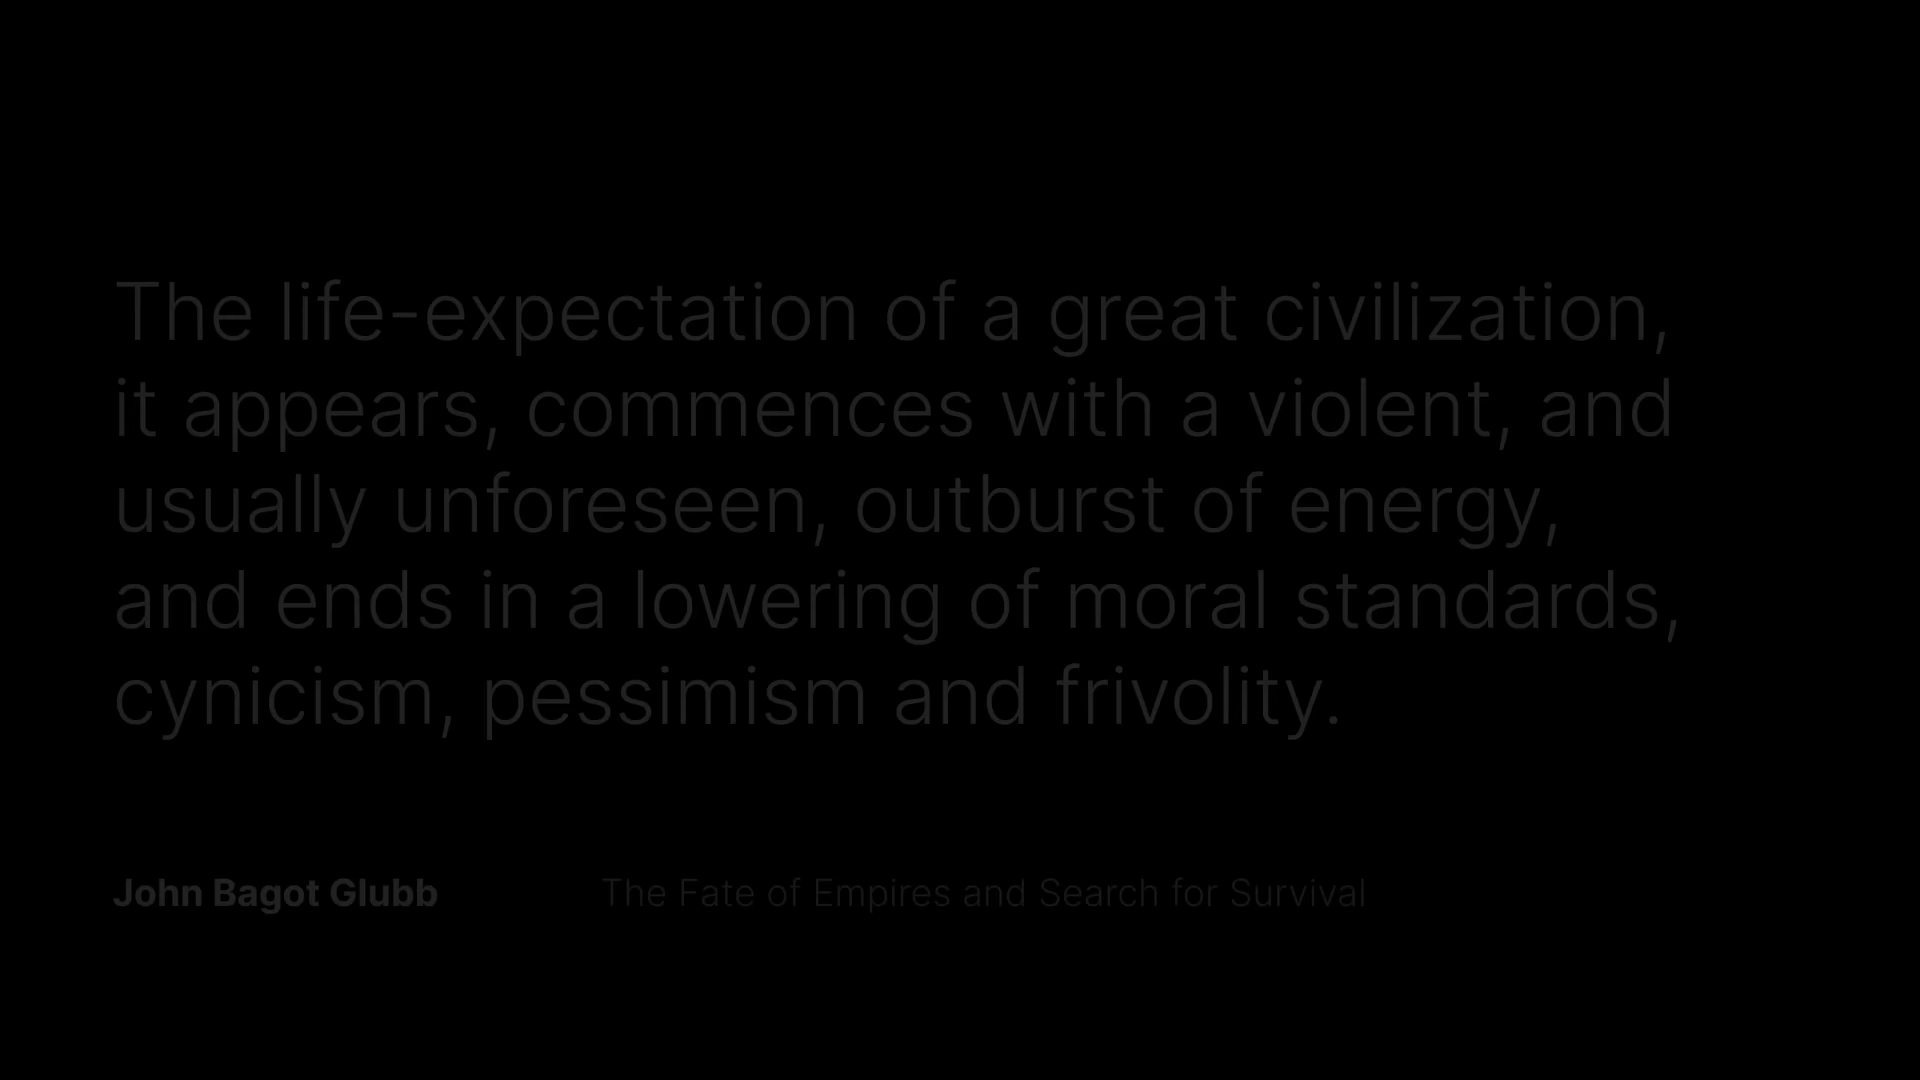 The life-expectation of a great civilization,
it appears, commences with a violent, and
usually unforeseen, outburst of energy,
and ends in a lowering of moral standards,
cynicism, pessimism and frivolity.
John Bagot Glubb The Fate of Empires and Search for Survival